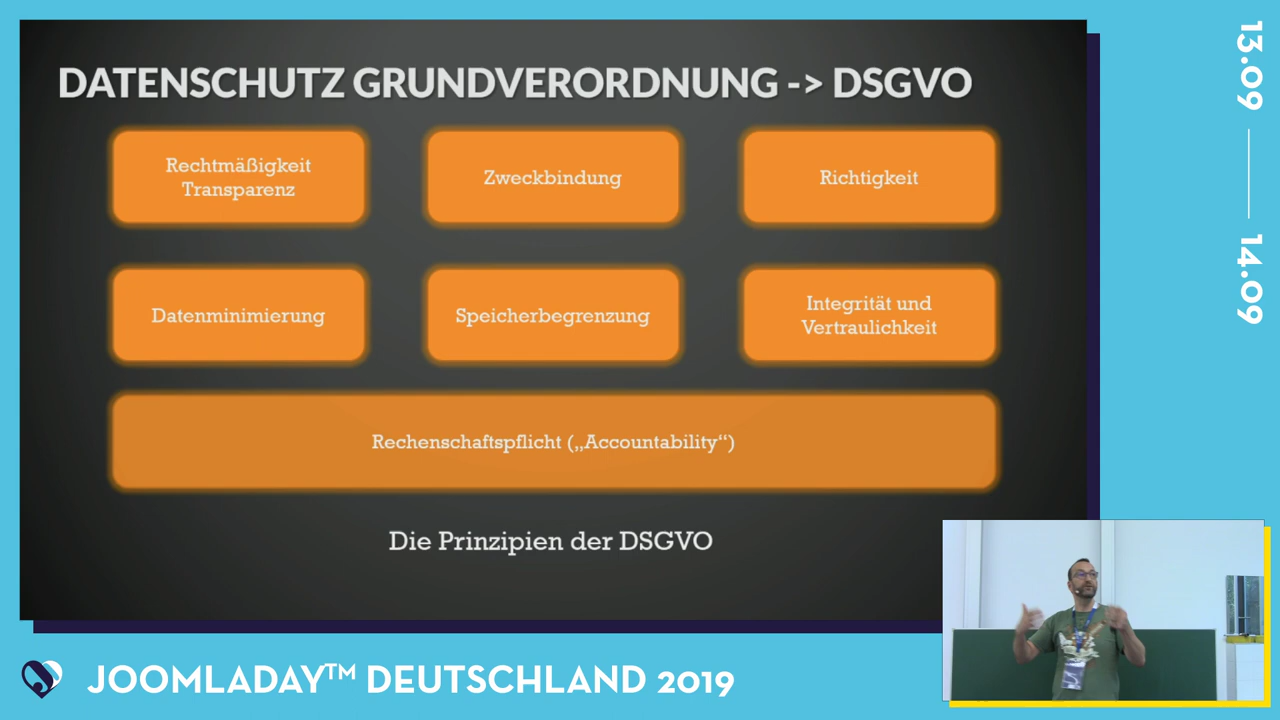 DATENSCHUTZ GRUNDVERORDNUNG -> DSGVO
Rechtmäßigkeit
Transparenz
Zweckbindung
Richtigkeit
Datenminimierung
Speicherbegrenzung
Integrität und
Vertraulichkeit
Rechenschaftspflicht („Accountability“)
Die Prinzipien der DSGVO
13.09
14.09
JOOMLADAY™ DEUTSCHLAND 2019